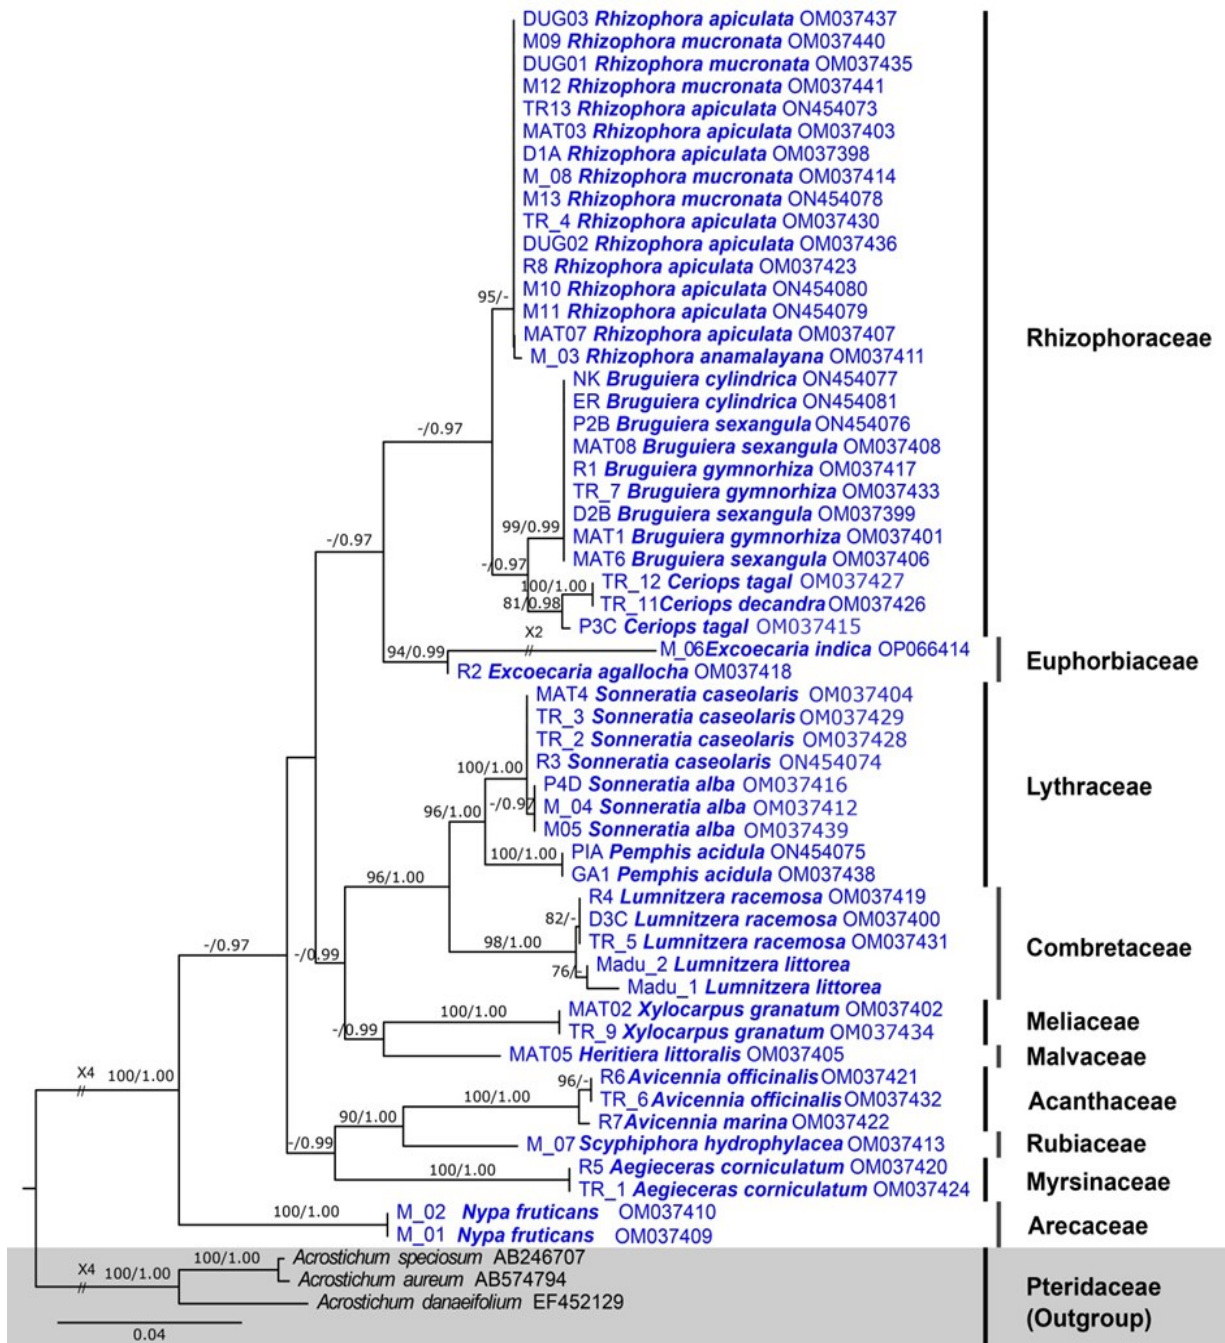 DUG03 Rhizophora apiculata OM037437
M09 Rhizophora mucronata OM037440
DUG01 Rhizophora mucronata OM037435
M12 Rhizophora mucronata OM037441
TR13 Rhizophora apiculata ON454073
MAT03 Rhizophora apiculata OM037403
D1A Rhizophora apiculata OM037398
M_08 Rhizophora mucronata OM037414
M13 Rhizophora mucronata ON454078
TR_4 Rhizophora apiculata OM037430
DUG02 Rhizophora apiculata OM037436
R8 Rhizophora apiculata OM037423
M10 Rhizophora apiculata ON454080
95/-
M11 Rhizophora apiculata ON454079
MAT07 Rhizophora apiculata OM037407
Rhizophoraceae
M_03 Rhizophora anamalayana OM037411
NK Bruguiera cylindrica ON454077
ER Bruguiera cylindrica ON454081
P2B Bruguiera sexangula ON454076
-/0.97
MAT08 Bruguiera sexangula OM037408
R1 Bruguiera gymnorhiza OM037417
TR_7 Bruguiera gymnorhiza OM037433
D2B Bruguiera sexangula OM037399
99/0.99
MAT1 Bruguiera gymnorhiza OM037401
-/0.97
MAT6 Bruguiera sexangula OM037406
-/0.97
TR_12 Ceriops tagal OM037427
100/1.00
TR_11 Ceriops decandra OM037426
81/0.98
P3C Ceriops tagal OM037415
X2
M_06 Excoecaria indica OP066414
94/0.99
Euphorbiaceae
R2 Excoecaria agallocha OM037418
MAT4 Sonneratia caseolaris OM037404
TR_3 Sonneratia caseolaris OM037429
TR_2 Sonneratia caseolaris OM037428
R3 Sonneratia caseolaris ON454074
100/1.00
P4D Sonneratia alba OM037416
Lythraceae
-/0.97
M_04 Sonneratia alba OM037412
96/1.00
M05 Sonneratia alba OM037439
PIA Pemphis acidula ON454075
100/1.00
GA1 Pemphis acidula OM037438
96/1.00
R4 Lumnitzera racemosa OM037419
82/-
D3C Lumnitzera racemosa OM037400
98/1.00
TR_5 Lumnitzera racemosa OM037431
Combretaceae
-/0.97
-/0.99
Madu_2 Lumnitzera littorea
76/-
Madu_1 Lumnitzera littorea
MAT02 Xylocarpus granatum OM037402
100/1.00
Meliaceae
-/0.99
TR_9 Xylocarpus granatum OM037434
MAT05 Heritiera littoralis OM037405
Malvaceae
X4
100/1.00
R6 Avicennia officinalis OM037421
96/-
TR_6 Avicennia officinalis OM037432
100/1.00
Acanthaceae
90/1.00
R7 Avicennia marina OM037422
-/0.99
M_07 Scyphiphora hydrophylacea OM037413
Rubiaceae
R5 Aegieceras corniculatum OM037420
100/1.00
Myrsinaceae
TR_1 Aegieceras corniculatum OM037424
100/1.00
M_02 Nypa fruticans OM037410
Arecaceae
M_01 Nypa fruticans OM037409
100/1.00
Acrostichum speciosum AB246707
X4
100/1.00
Acrostichum aureum AB574794
Pteridaceae
Acrostichum danaeifolium EF452129
(Outgroup)
0.04